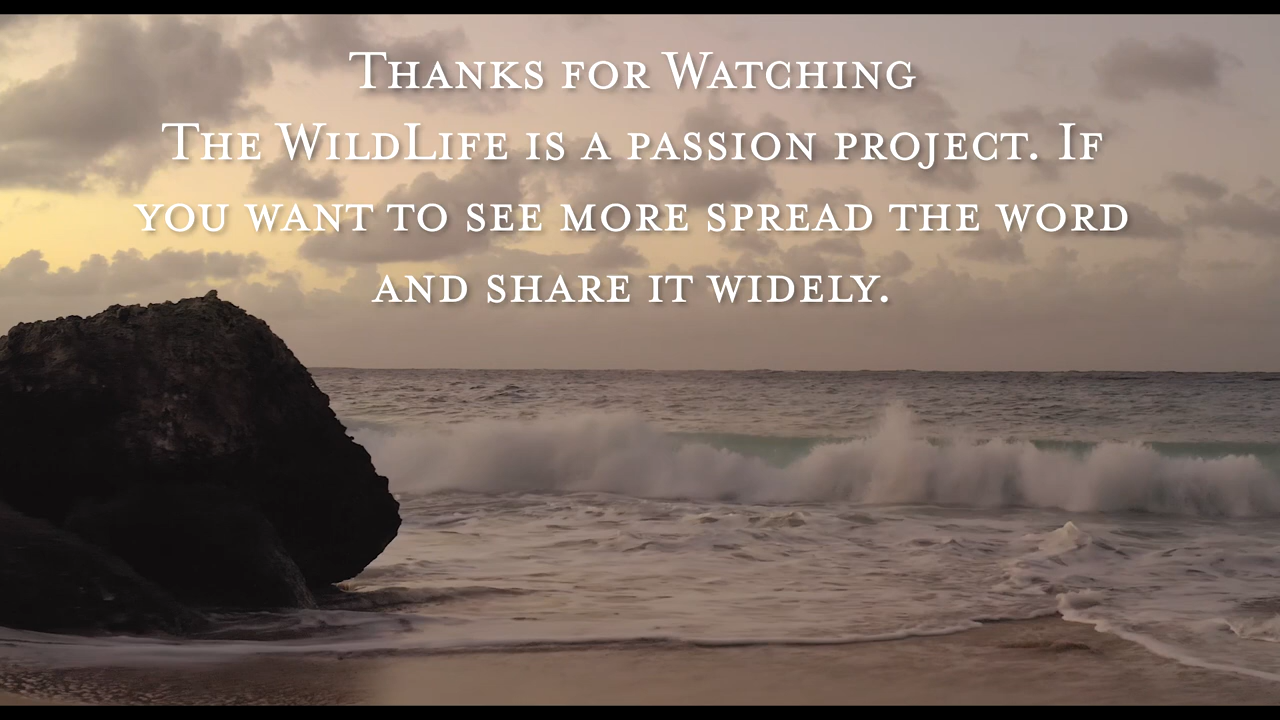 Thanks for Watching
The WildLife is a passion project. If
you want to see more spread the word
and share it widely.